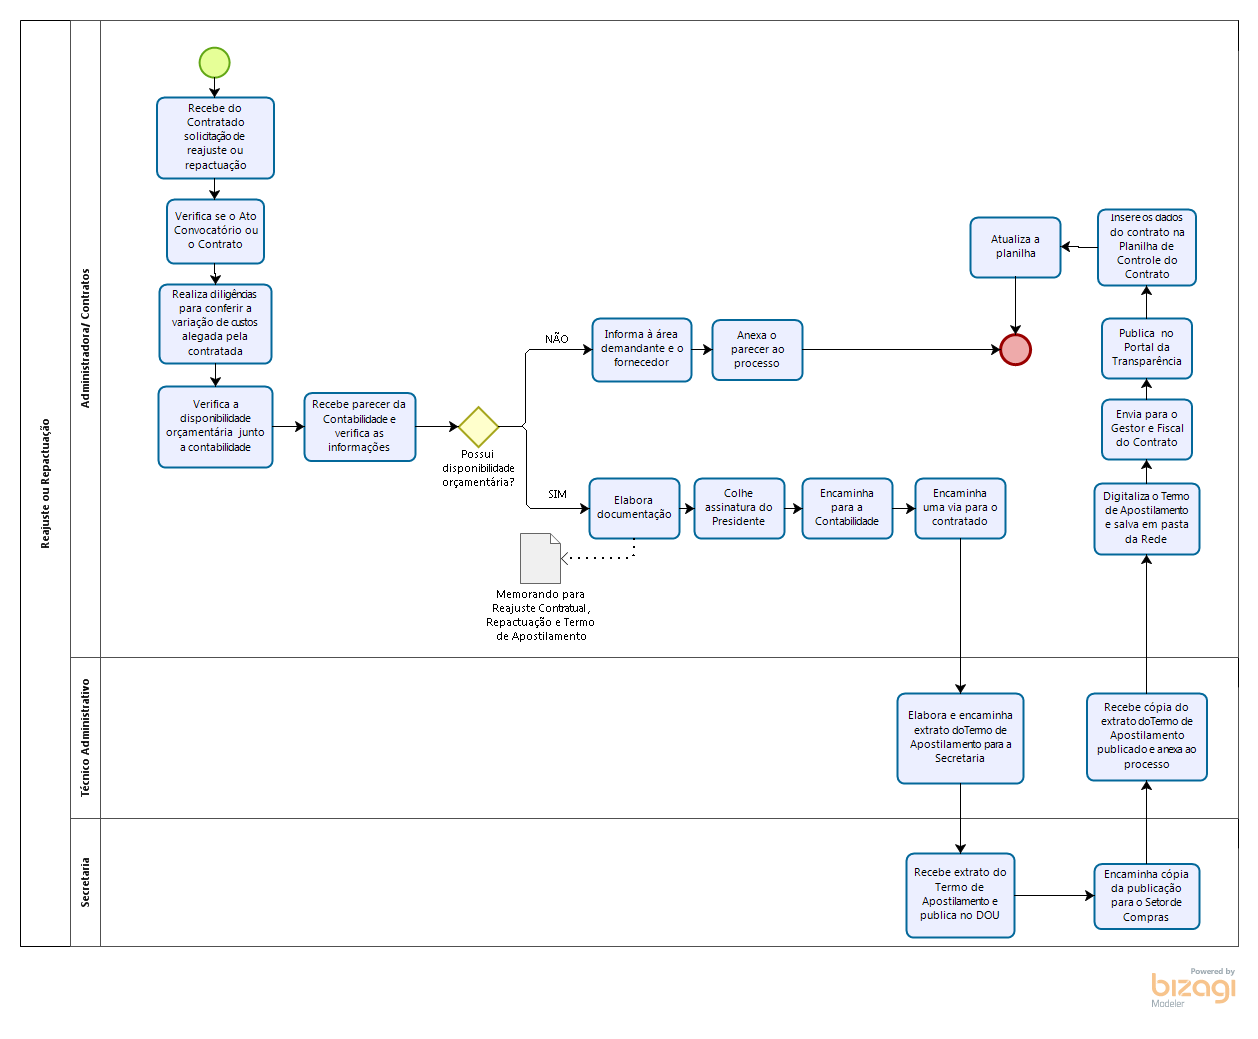 Reajuste ou Repactuação
Administradora/ Contratos
Recebe do
Contratado
solicitação de
reajuste ou
repactuação
Verifica se o Ato
Convocatório ou
o Contrato
Realiza diligências
para conferir a
variação de custos
alegada pela
contratada
Verifica a
disponibilidade
orçamentária junto
a contabilidade
Recebe parecer da
Contabilidade e
verifica as
informações
Possui
disponibilidade
orçamentária?
NÃO
Informa à área
demandante e o
fornecedor
Anexa o
parecer ao
processo
SIM
Elabora
documentação
Memorando para
Reajuste Contratual,
Repactuação e Termo
de Apostilamento
Colhe
assinatura do
Presidente
Encaminha
para a
Contabilidade
Encaminha
uma via para o
contratado
Atualiza a
planilha
Insere os dados
do contrato na
Planilha de
Controle do
Contrato
Publica no
Portal da
Transparência
Envia para o
Gestor e Fiscal
do Contrato
Digitaliza o Termo
de Apostilamento
e salva em pasta
da Rede
Técnico Administrativo
Elabora e encaminha
extrato do Termo de
Apostilamento para a
Secretaria
Recebe cópia do
extrato do Termo de
Apostilamento
publicado e anexa ao
processo
Secretaria
Recebe extrato do
Termo de
Apostilamento e
publica no DOU
Encaminha cópia
da publicação
para o Setor de
Compras
Powered by
bizagi
Modeler